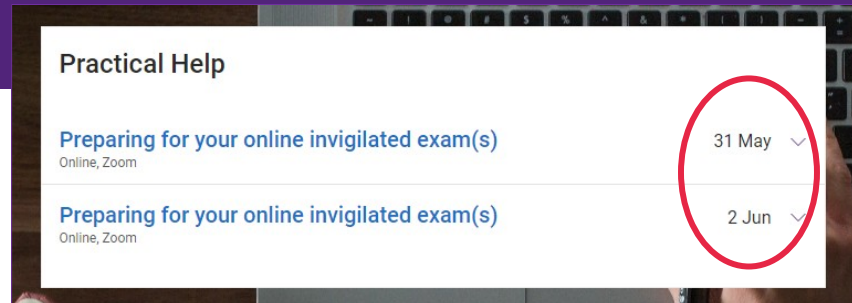 Practical Help
Preparing for your online invigilated exam(s)
31 May
Online, Zoom
Preparing for your online invigilated exam(s)
2 Jun
Online, Zoom